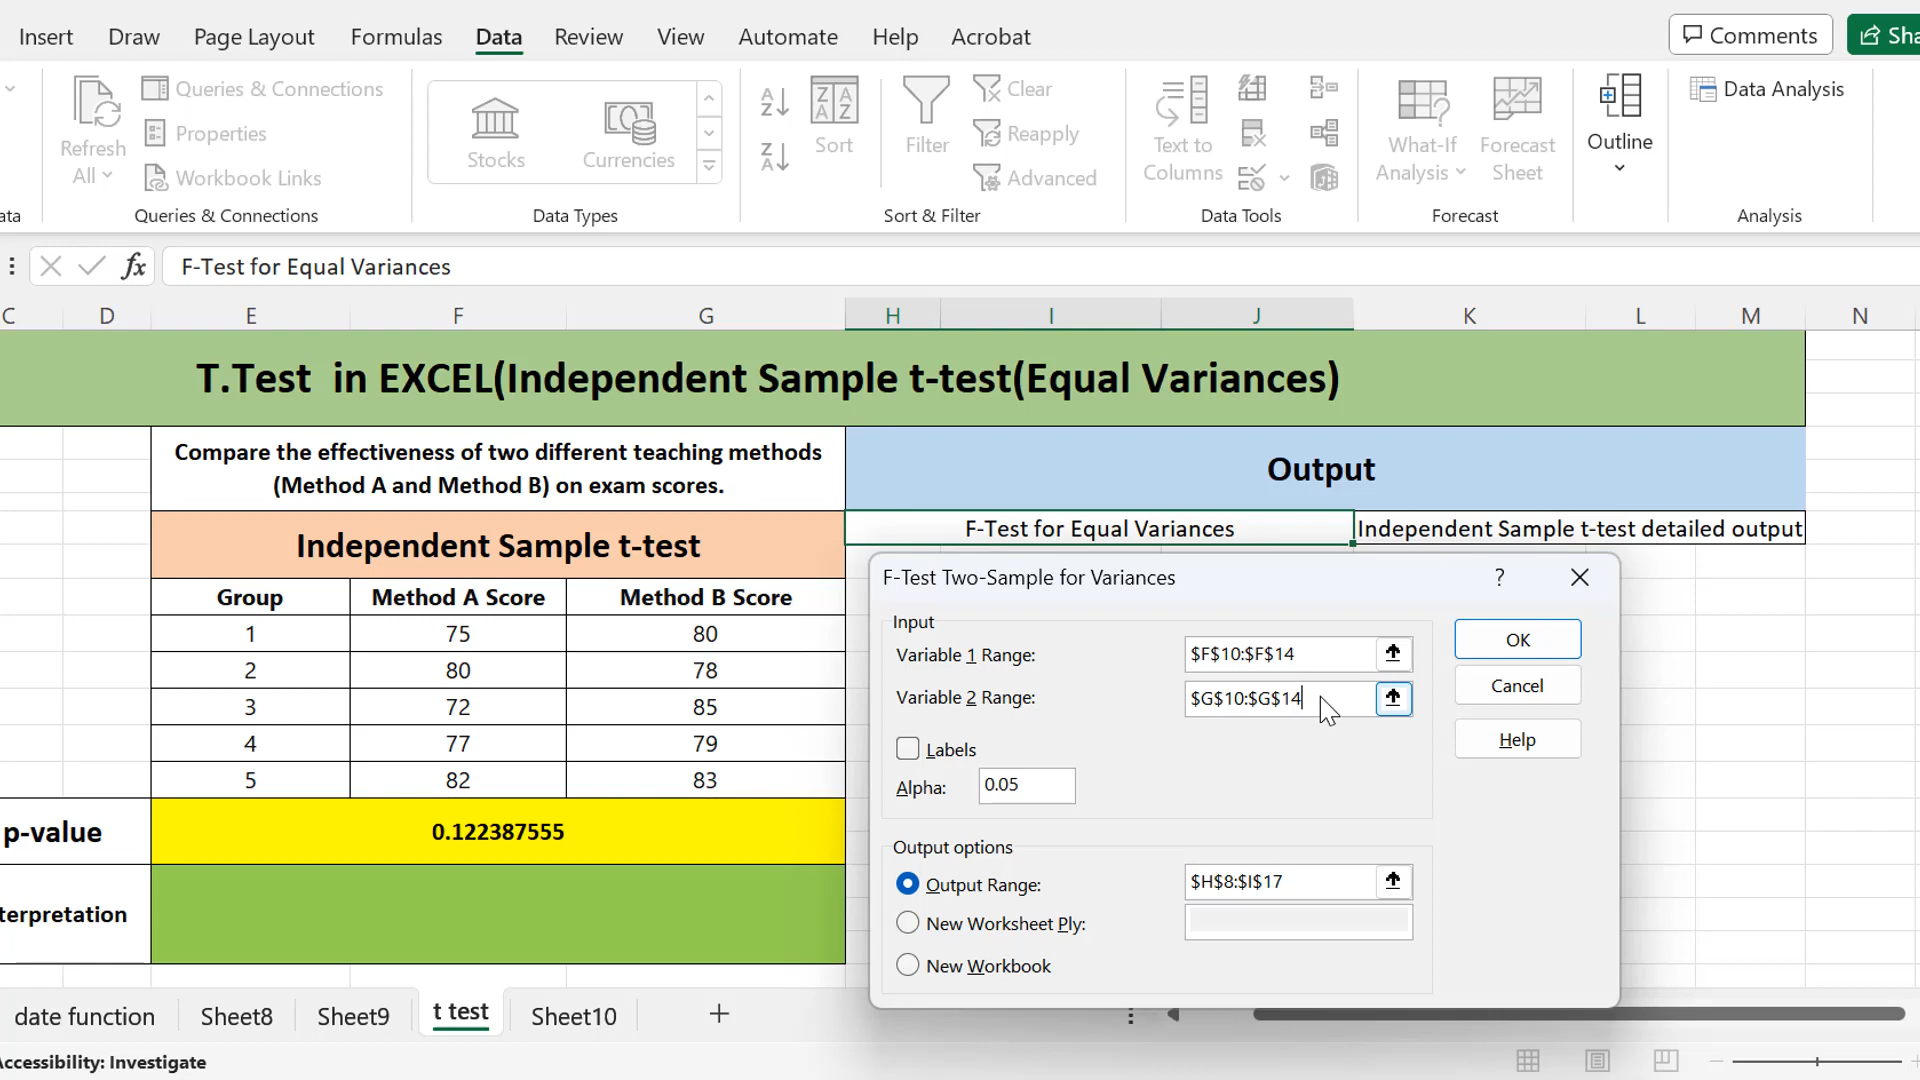 Insert Draw Page Layout Formulas Data Review View Automate Help Acrobat Comments
Queries & Connections
Properties
Workbook Links
Refresh
All
Queries & Connections
Stocks Currencies
Data Types
Sort Filter
Clear
Reapply
Advanced
Sort & Filter
Text to
Columns
Data Tools
What-If
Analysis
Forecast
Sheet
Forecast
Outline
Data Analysis
Analysis
fx F-Test for Equal Variances
C D E F G H I J K L M N
T.Test in EXCEL(Independent Sample t-test(Equal Variances)
Compare the effectiveness of two different teaching methods
(Method A and Method B) on exam scores.
Output
F-Test for Equal Variances Independent Sample t-test detailed output
Independent Sample t-test
Group Method A Score Method B Score
1 75 80
2 80 78
3 72 85
4 77 79
5 82 83
p-value 0.122387555
terpretation
F-Test Two-Sample for Variances ?
Input
Variable 1 Range: $F$10:$F$14
Variable 2 Range: $G$10:$G$14
Labels
Alpha: 0.05
OK
Cancel
Help
Output options
Output Range: $H$8:$I$17
New Worksheet Ply:
New Workbook
date function Sheet8 Sheet9 t test Sheet10
Accessibility: Investigate